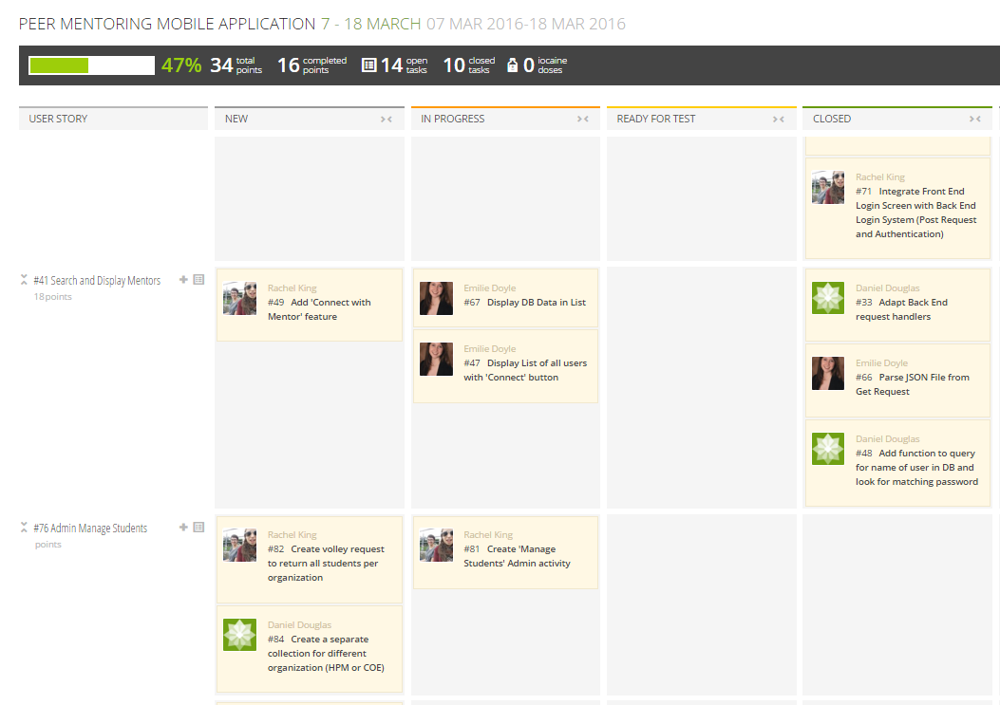 PEER MENTORING MOBILE APPLICATION 7 - 18 MARCH 07 MAR 2016-18 MAR 2016
47% 34 total points 16 completed points 14 open tasks 10 closed tasks 0 iocaine doses
USER STORY
NEW
IN PROGRESS
READY FOR TEST
CLOSED
Rachel King
#71 Integrate Front End
Login Screen with Back End
Login System (Post Request
and Authentication)
#41 Search and Display Mentors
18 points
Rachel King
#49 Add 'Connect with
Mentor' feature
Emilie Doyle
#67 Display DB Data in List
Emilie Doyle
#47 Display List of all users
with 'Connect' button
Daniel Douglas
#33 Adapt Back End
request handlers
Emilie Doyle
#66 Parse JSON File from
Get Request
Daniel Douglas
#48 Add function to query
for name of user in DB and
look for matching password
#76 Admin Manage Students
points
Rachel King
#82 Create volley request
to return all students per
organization
Daniel Douglas
#84 Create a separate
collection for different
organization (HPM or COE)
Rachel King
#81 Create 'Manage
Students' Admin activity